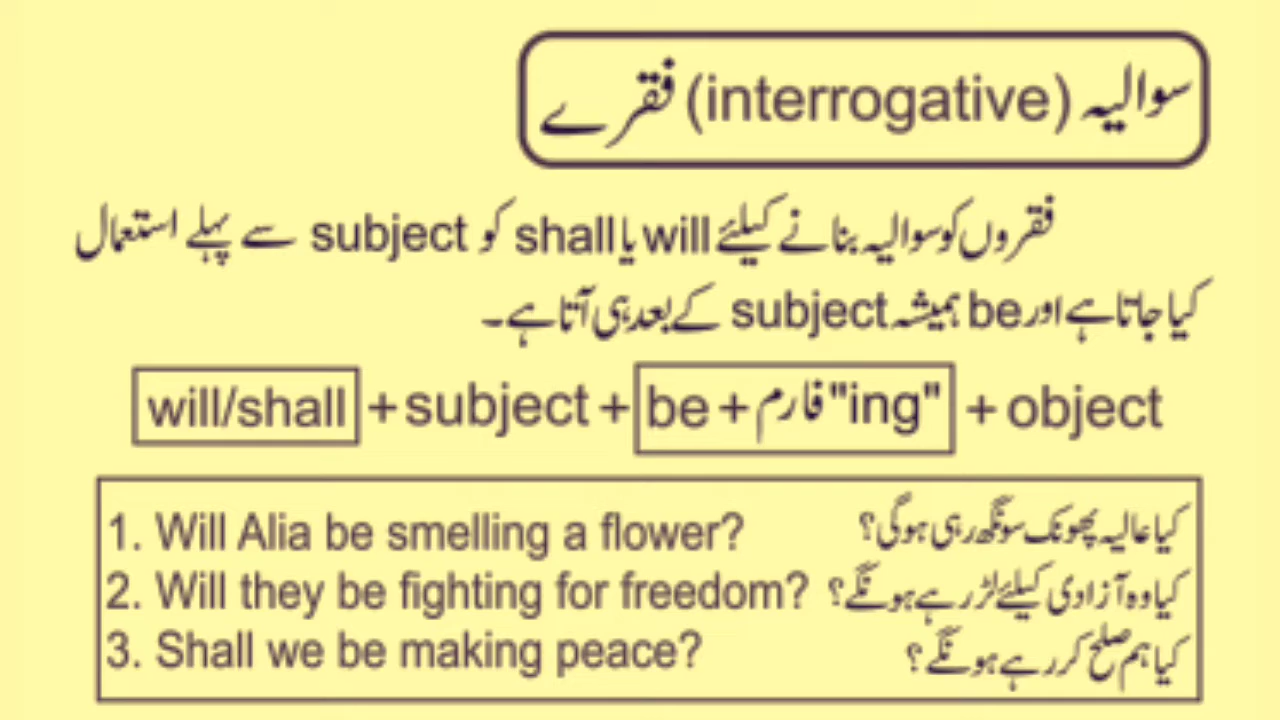 سوالیہ (interrogative) فقرے
فقروں کو سوالیہ بنانے کیلئے will یا shall کو subject سے پہلے استعمال
کیا جاتا ہے اور be ہمیشہ subject کے بعد ہی آتا ہے۔
will/shall + subject + be + فارم "ing" + object
1. Will Alia be smelling a flower? کیا عالیہ پھونک سونگھ رہی ہوگی؟
2. Will they be fighting for freedom? کیا وہ آزادی کیلئے لڑ رہے ہونگے؟
3. Shall we be making peace? کیا ہم صلح کر رہے ہونگے؟